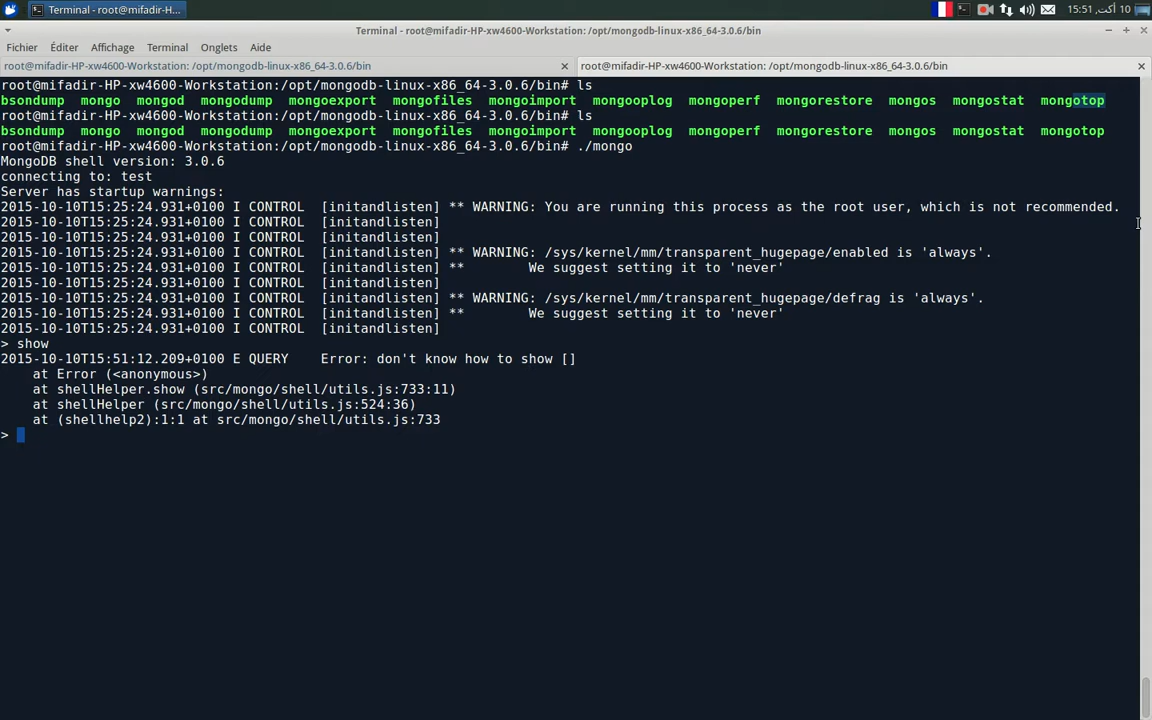 Terminal - root@mifadir-H...
15:51 ,أكت 10
Terminal - root@mifadir-HP-xw4600-Workstation: /opt/mongodb-linux-x86_64-3.0.6/bin
Fichier Éditer Affichage Terminal Onglets Aide
root@mifadir-HP-xw4600-Workstation: /opt/mongodb-linux-x86_64-3.0.6/bin
root@mifadir-HP-xw4600-Workstation: /opt/mongodb-linux-x86_64-3.0.6/bin
root@mifadir-HP-xw4600-Workstation:/opt/mongodb-linux-x86_64-3.0.6/bin# ls
bsondump mongo mongod mongodump mongoexport mongofiles mongoimport mongooplog mongoperf mongorestore mongos mongostat mongotop
root@mifadir-HP-xw4600-Workstation:/opt/mongodb-linux-x86_64-3.0.6/bin# ls
bsondump mongo mongod mongodump mongoexport mongofiles mongoimport mongooplog mongoperf mongorestore mongos mongostat mongotop
root@mifadir-HP-xw4600-Workstation:/opt/mongodb-linux-x86_64-3.0.6/bin# ./mongo
MongoDB shell version: 3.0.6
connecting to: test
Server has startup warnings:
2015-10-10T15:25:24.931+0100 I CONTROL [initandlisten] ** WARNING: You are running this process as the root user, which is not recommended.
2015-10-10T15:25:24.931+0100 I CONTROL [initandlisten]
2015-10-10T15:25:24.931+0100 I CONTROL [initandlisten]
2015-10-10T15:25:24.931+0100 I CONTROL [initandlisten] ** WARNING: /sys/kernel/mm/transparent_hugepage/enabled is 'always'.
2015-10-10T15:25:24.931+0100 I CONTROL [initandlisten] ** We suggest setting it to 'never'
2015-10-10T15:25:24.931+0100 I CONTROL [initandlisten]
2015-10-10T15:25:24.931+0100 I CONTROL [initandlisten] ** WARNING: /sys/kernel/mm/transparent_hugepage/defrag is 'always'.
2015-10-10T15:25:24.931+0100 I CONTROL [initandlisten] ** We suggest setting it to 'never'
2015-10-10T15:25:24.931+0100 I CONTROL [initandlisten]
> show
2015-10-10T15:51:12.209+0100 E QUERY Error: don't know how to show []
at Error (<anonymous>)
at shellHelper.show (src/mongo/shell/utils.js:733:11)
at shellHelper (src/mongo/shell/utils.js:524:36)
at (shellhelp2):1:1 at src/mongo/shell/utils.js:733
>